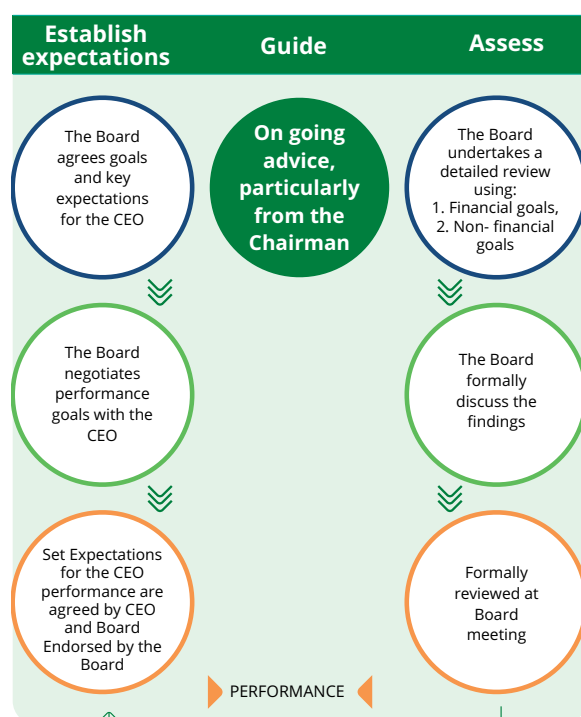 Establish
expectations
Guide
Assess
The Board
agrees goals
and key
expectations
for the CEO
On going
advice,
particularly
from the
Chairman
The Board
undertakes a
detailed review
using:
1. Financial goals,
2. Non- financial
goals
The Board
negotiates
performance
goals with the
CEO
The Board
formally
discuss the
findings
Set Expectations
for the CEO
performance are
agreed by CEO
and Board
Endorsed by the
Board
Formally
reviewed at
Board
meeting
PERFORMANCE